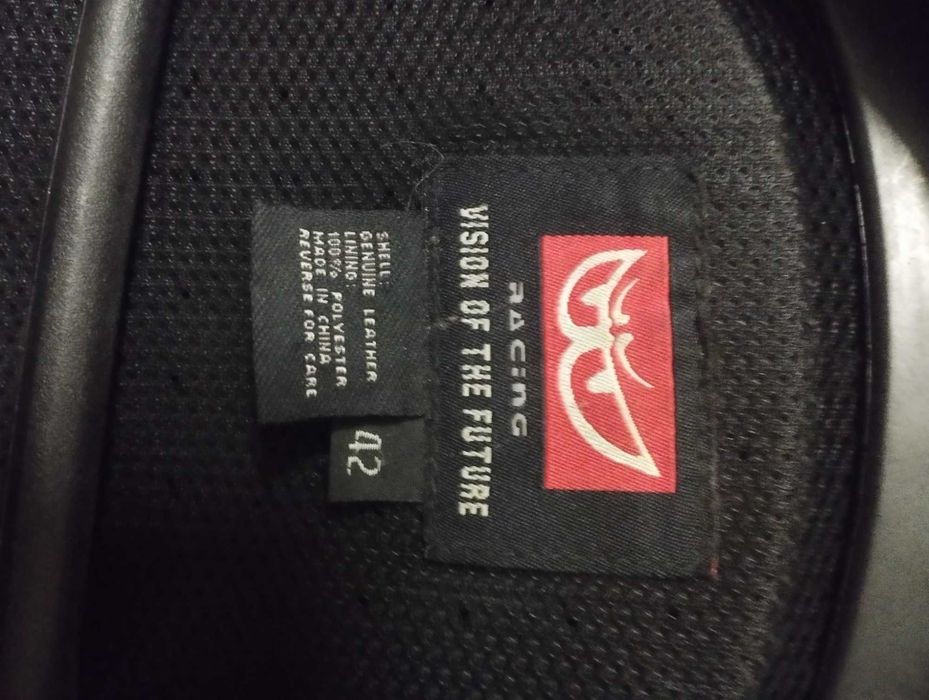 RACING
VISION OF THE FUTURE
SHELL:
GENUINE LEATHER
LINING:
100% POLYESTER
MADE IN CHINA
REVERSE FOR CARE
42